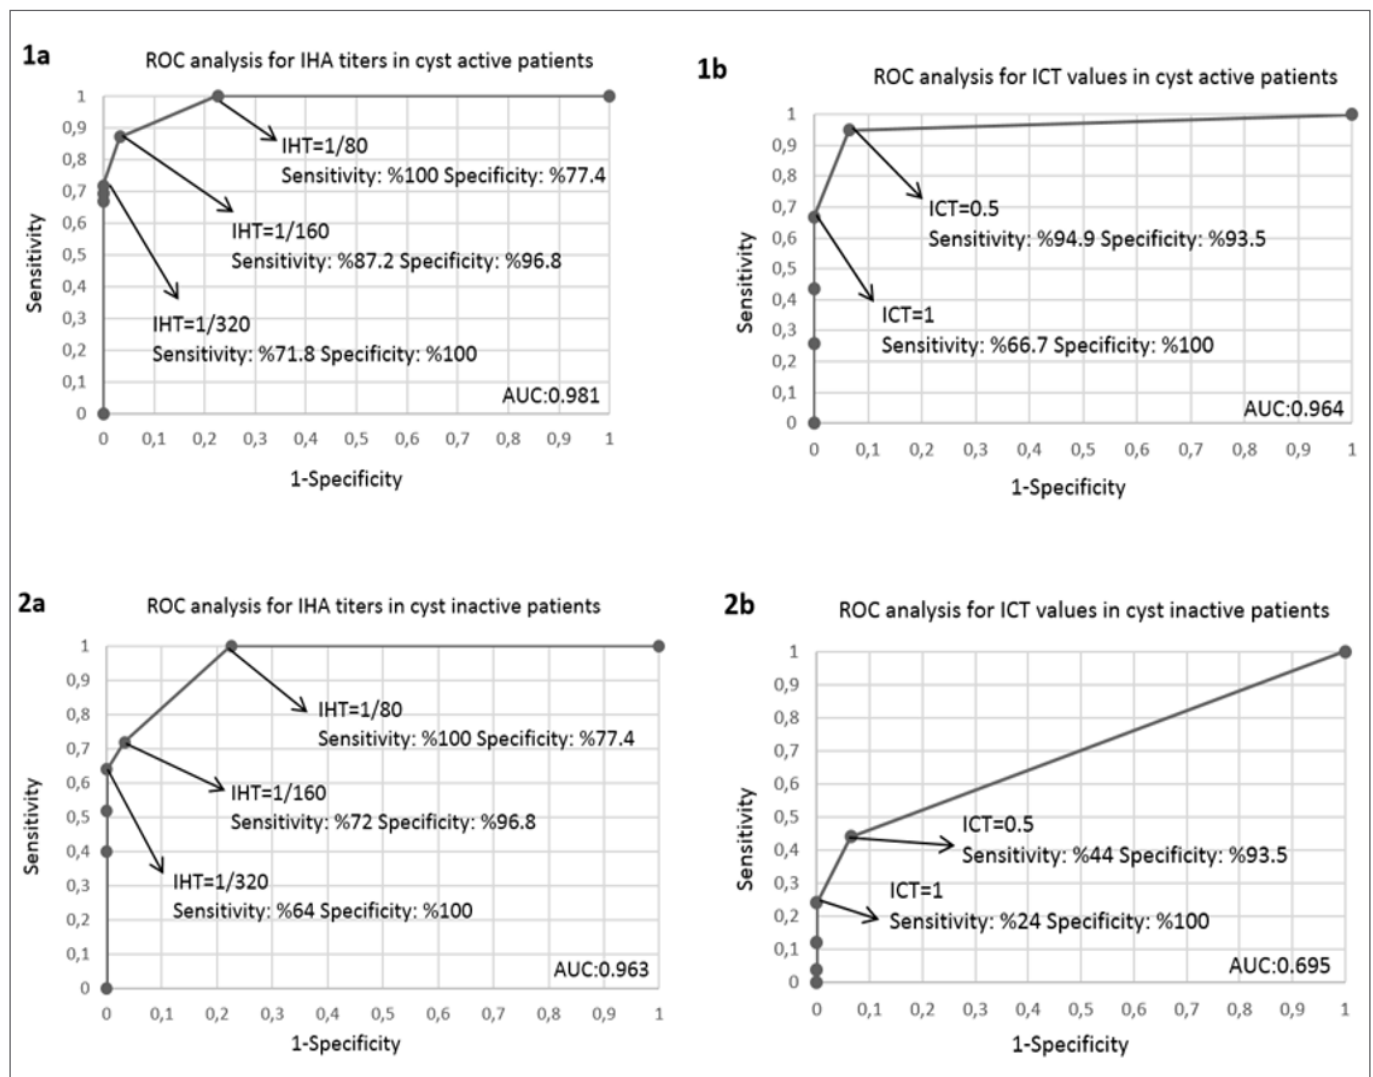 1a
ROC analysis for IHA titers in cyst active patients
1
0,9
0,8
0,7
0,6
0,5
0,4
0,3
0,2
0,1
0
Sensitivity
IHT=1/80
Sensitivity: %100 Specificity: %77.4
IHT=1/160
Sensitivity: %87.2 Specificity: %96.8
IHT=1/320
Sensitivity: %71.8 Specificity: %100
AUC:0.981
0 0,1 0,2 0,3 0,4 0,5 0,6 0,7 0,8 0,9 1
1-Specificity
1b
ROC analysis for ICT values in cyst active patients
1
0,9
0,8
0,7
0,6
0,5
0,4
0,3
0,2
0,1
0
Sensitivity
ICT=0.5
Sensitivity: %94.9 Specificity: %93.5
ICT=1
Sensitivity: %66.7 Specificity: %100
AUC:0.964
0 0,1 0,2 0,3 0,4 0,5 0,6 0,7 0,8 0,9 1
1-Specificity
2a
ROC analysis for IHA titers in cyst inactive patients
1
0,9
0,8
0,7
0,6
0,5
0,4
0,3
0,2
0,1
0
Sensitivity
IHT=1/80
Sensitivity: %100 Specificity: %77.4
IHT=1/160
Sensitivity: %72 Specificity: %96.8
IHT=1/320
Sensitivity: %64 Specificity: %100
AUC:0.963
0 0,1 0,2 0,3 0,4 0,5 0,6 0,7 0,8 0,9 1
1-Specificity
2b
ROC analysis for ICT values in cyst inactive patients
1
0,9
0,8
0,7
0,6
0,5
0,4
0,3
0,2
0,1
0
Sensitivity
ICT=0.5
Sensitivity: %44 Specificity: %93.5
ICT=1
Sensitivity: %24 Specificity: %100
AUC:0.695
0 0,1 0,2 0,3 0,4 0,5 0,6 0,7 0,8 0,9 1
1-Specificity